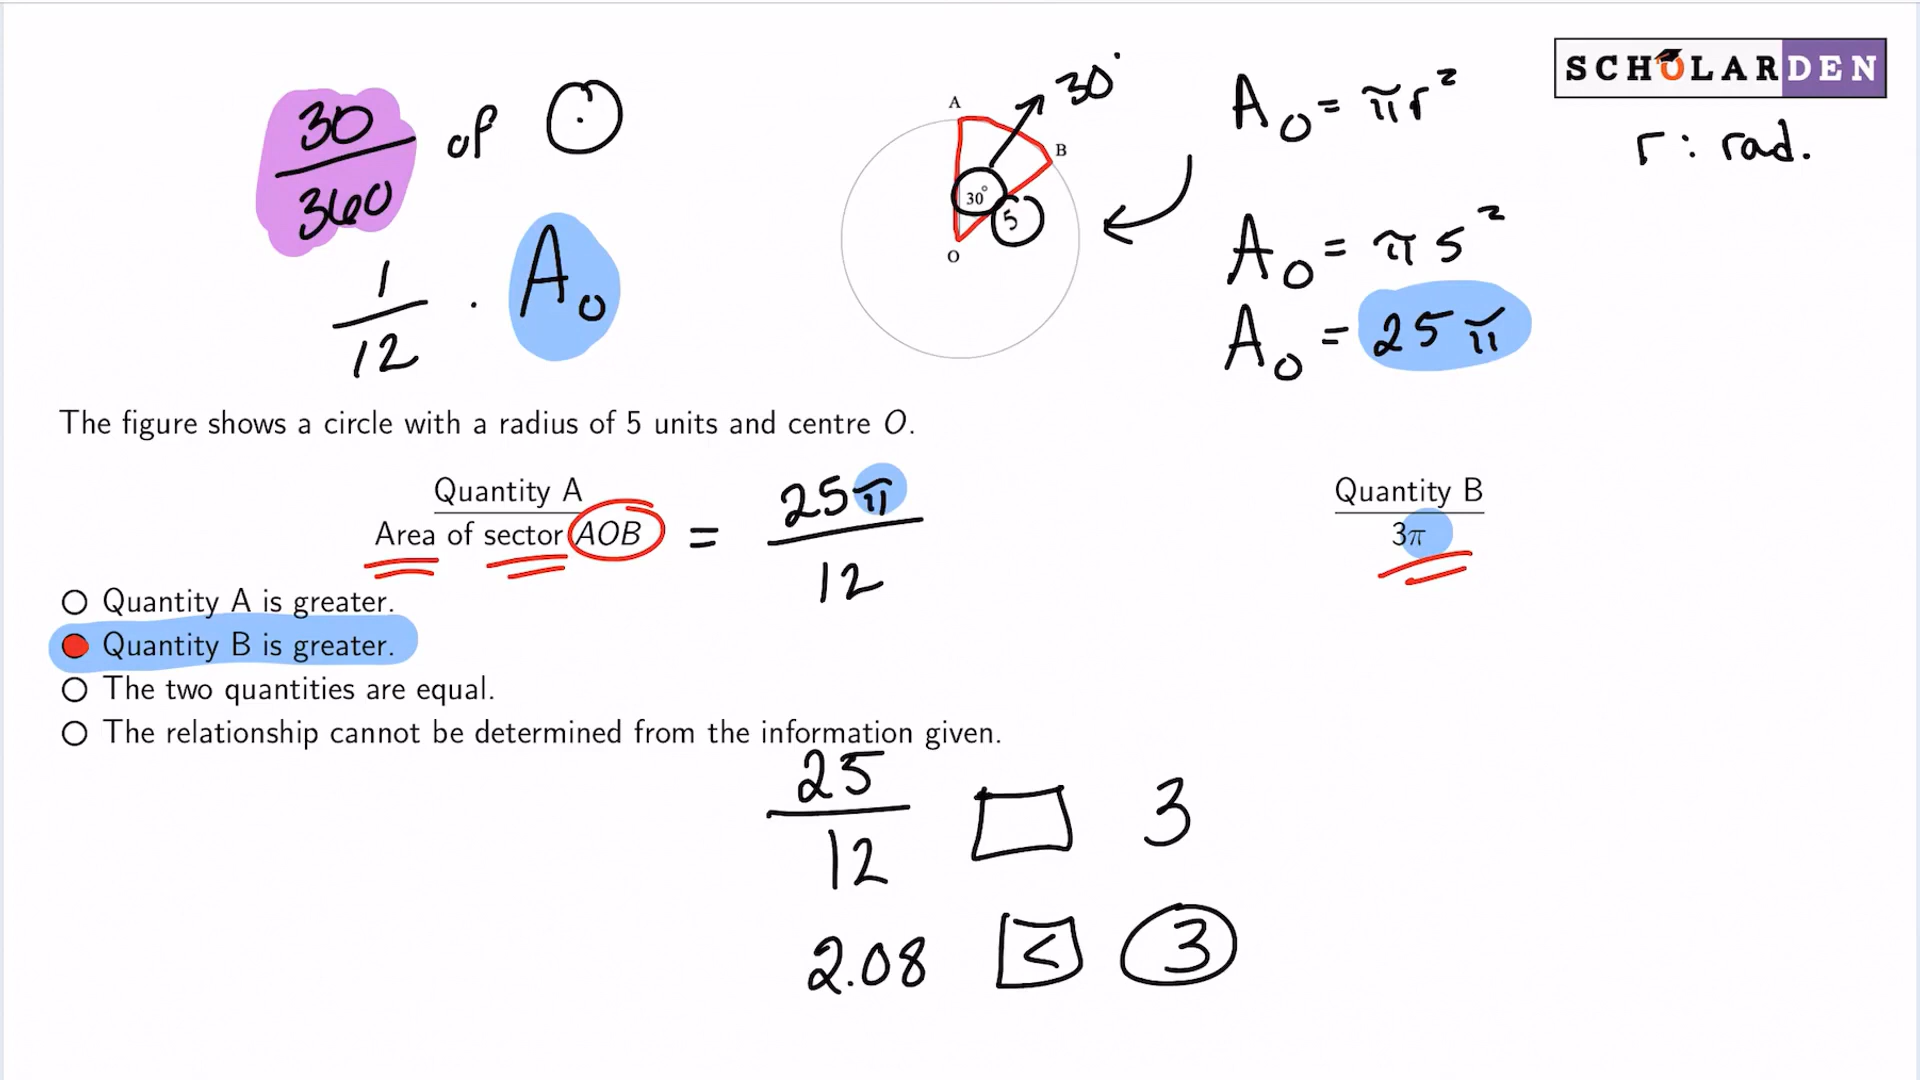 SCHOLARDEN
30/360 of ⊙
1/12 · A₀
A
B
30°
30°
5
O
A₀ = πr²
r : rad.
A₀ = π5²
A₀ = 25π
The figure shows a circle with a radius of 5 units and centre O.
Quantity A
Area of sector AOB = 25π/12
Quantity B
3π
Quantity A is greater.
Quantity B is greater.
The two quantities are equal.
The relationship cannot be determined from the information given.
25/12 □ 3
2.08 < 3